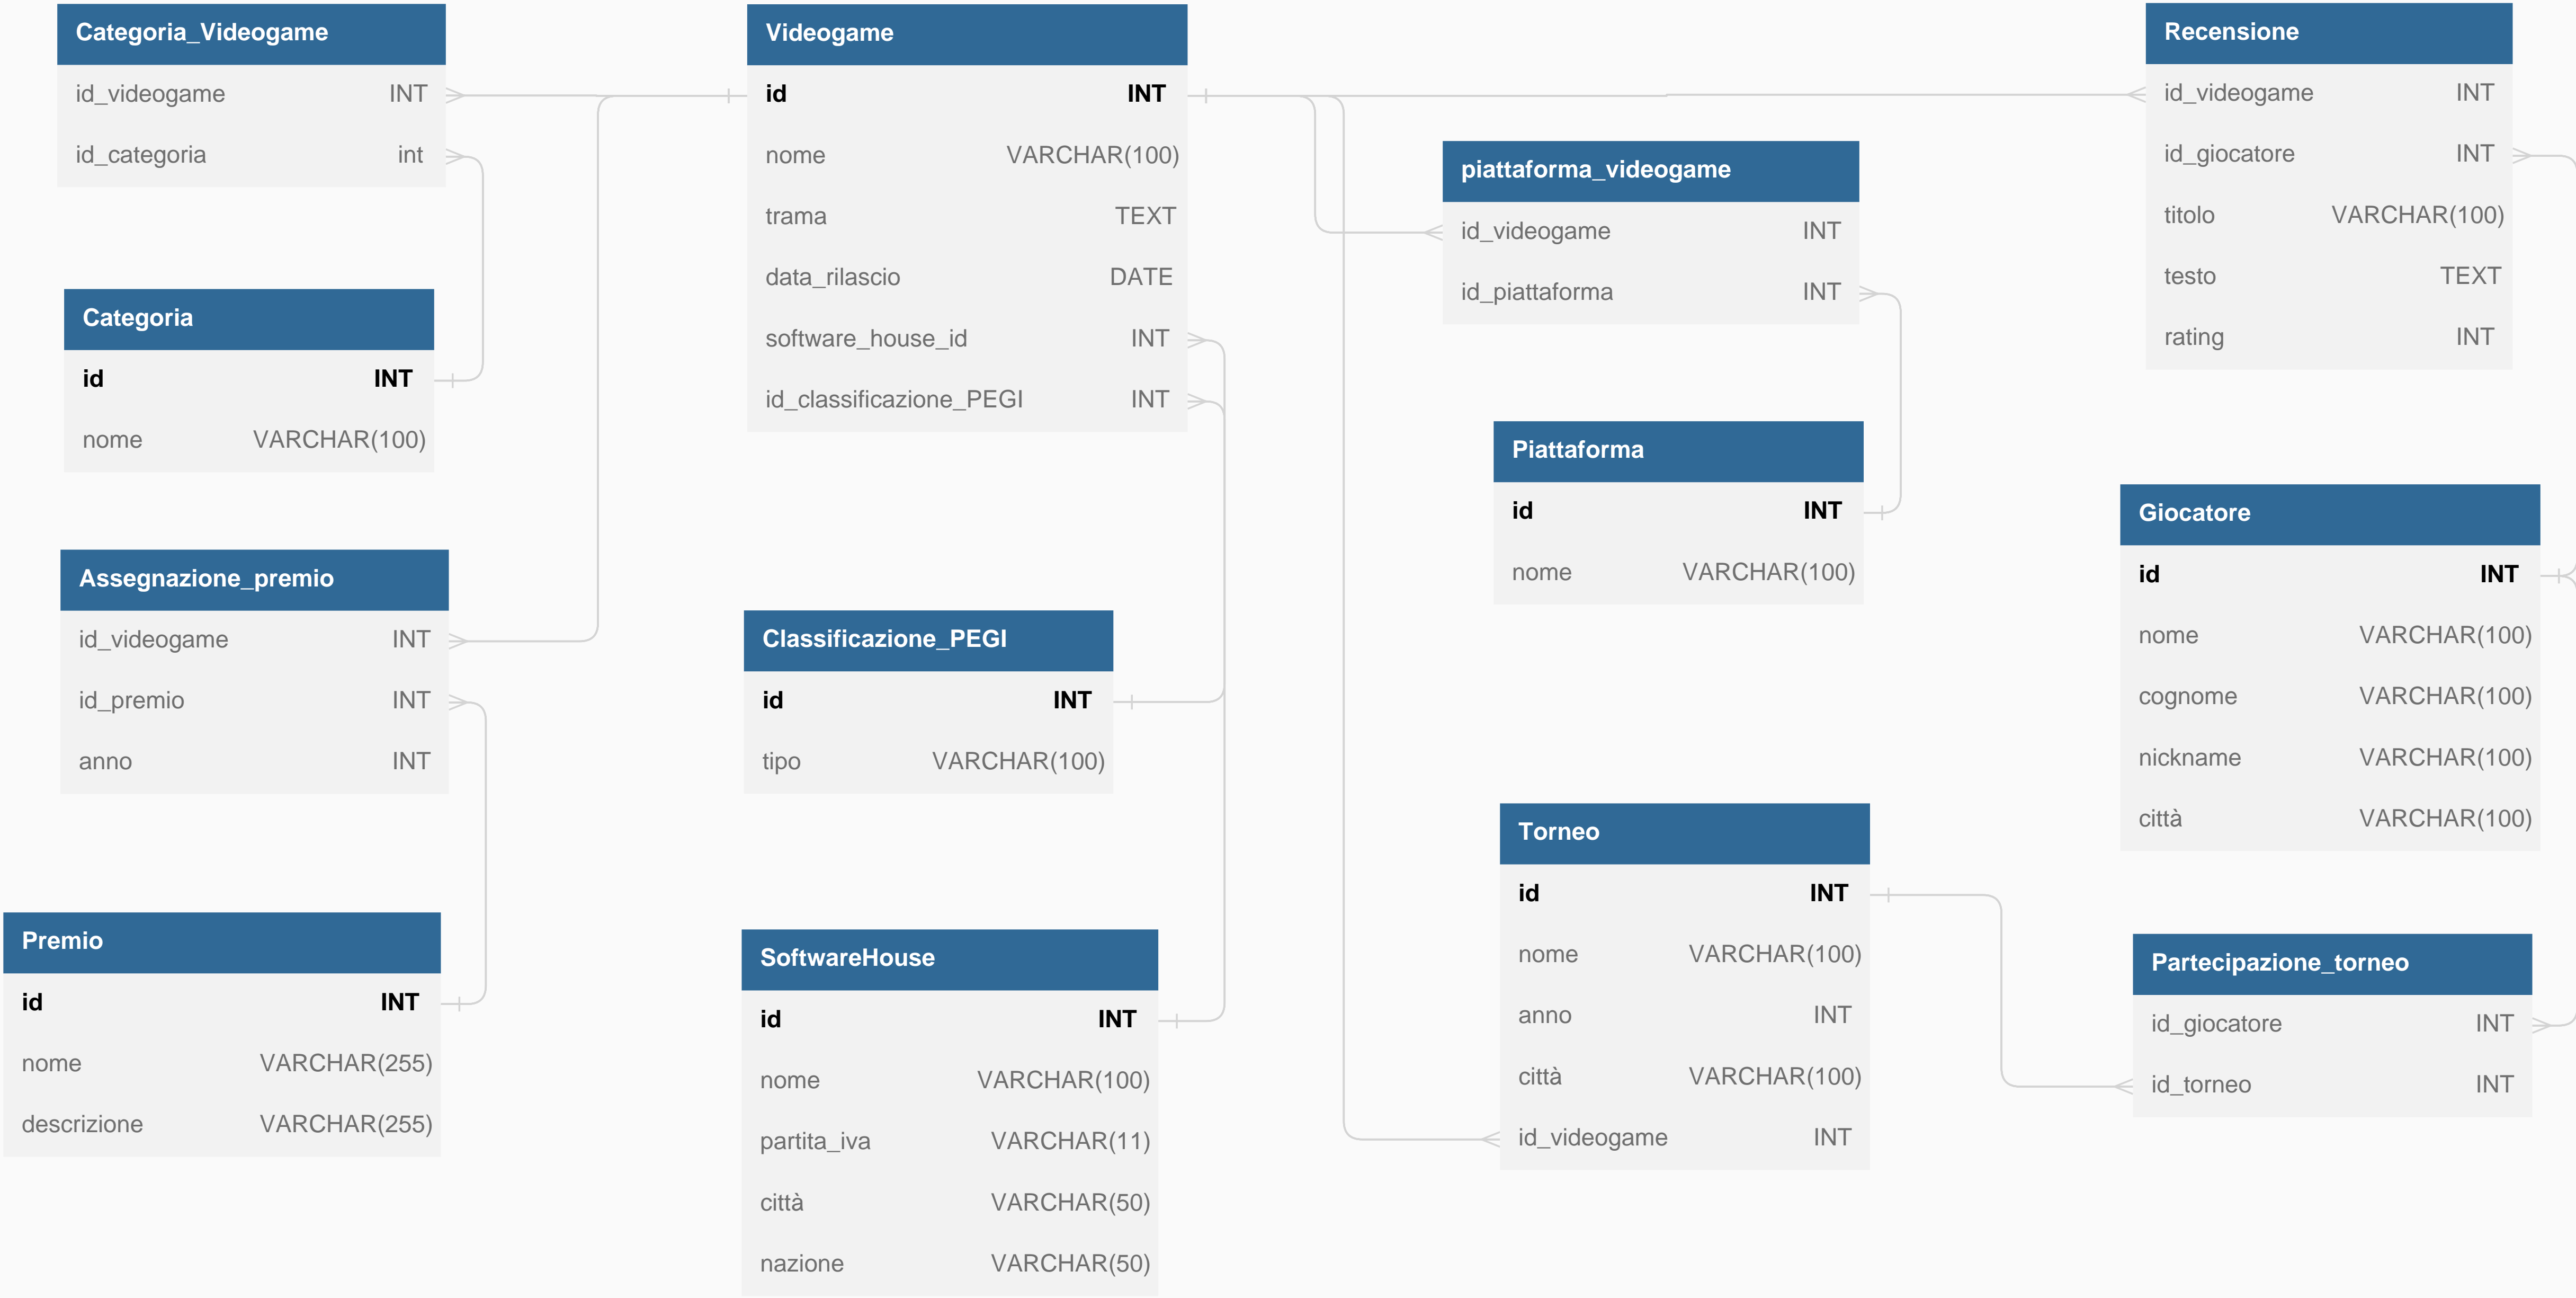 Categoria_Videogame
id_videogame INT
id_categoria int
Categoria
id INT
nome VARCHAR(100)
Assegnazione_premio
id_videogame INT
id_premio INT
anno INT
Premio
id INT
nome VARCHAR(255)
descrizione VARCHAR(255)
Videogame
id INT
nome VARCHAR(100)
trama TEXT
data_rilascio DATE
software_house_id INT
id_classificazione_PEGI INT
Classificazione_PEGI
id INT
tipo VARCHAR(100)
SoftwareHouse
id INT
nome VARCHAR(100)
partita_iva VARCHAR(11)
città VARCHAR(50)
nazione VARCHAR(50)
piattaforma_videogame
id_videogame INT
id_piattaforma INT
Piattaforma
id INT
nome VARCHAR(100)
Torneo
id INT
nome VARCHAR(100)
anno INT
città VARCHAR(100)
id_videogame INT
Recensione
id_videogame INT
id_giocatore INT
titolo VARCHAR(100)
testo TEXT
rating INT
Giocatore
id INT
nome VARCHAR(100)
cognome VARCHAR(100)
nickname VARCHAR(100)
città VARCHAR(100)
Partecipazione_torneo
id_giocatore INT
id_torneo INT